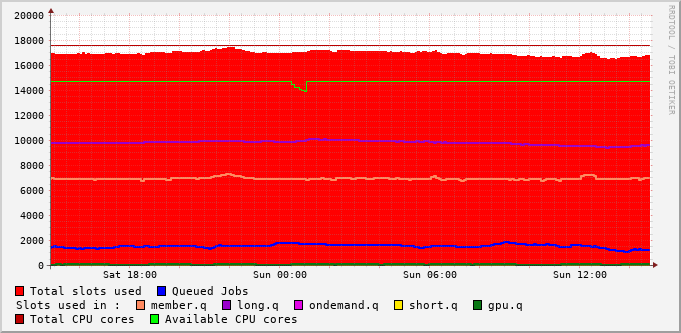 RRDTOOL / TOBI OETIKER
20000
18000
16000
14000
12000
10000
8000
6000
4000
2000
0
Sat 18:00 Sun 00:00 Sun 06:00 Sun 12:00
Total slots used Queued Jobs
Slots used in : member.q long.q ondemand.q short.q gpu.q
Total CPU cores Available CPU cores